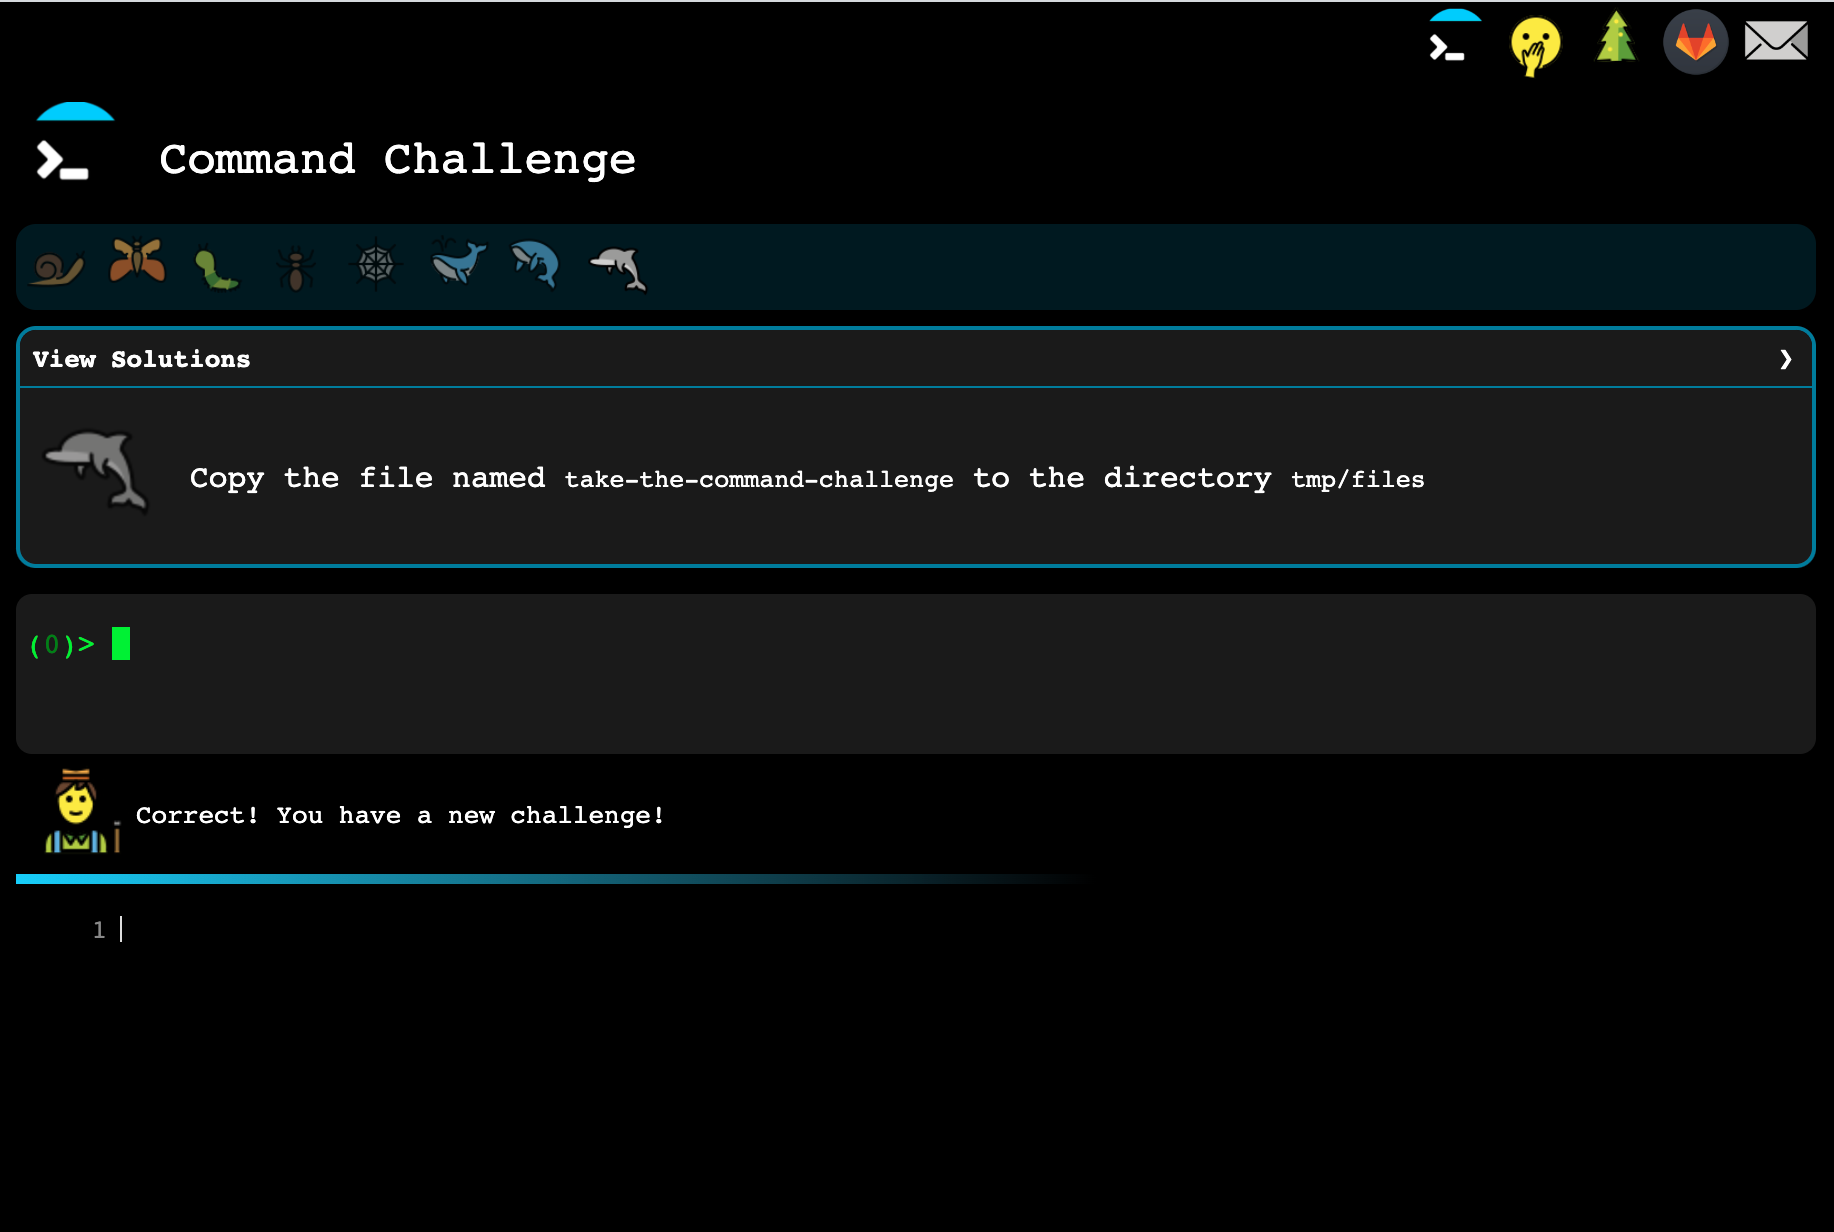 Command Challenge
View Solutions
Copy the file named take-the-command-challenge to the directory tmp/files
(0)>
Correct! You have a new challenge!
1